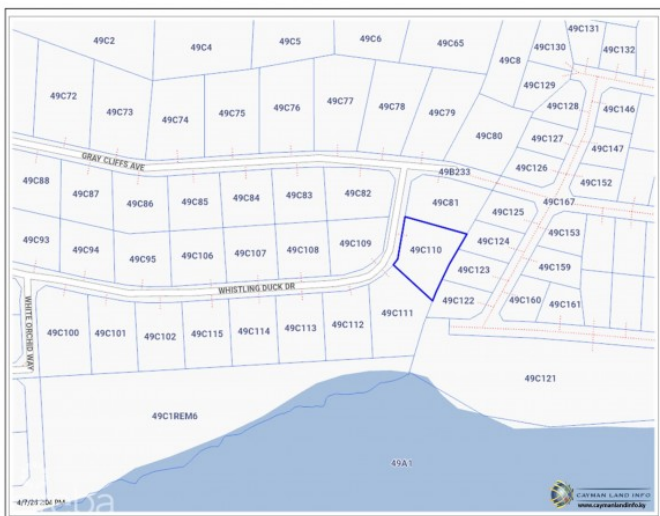 49C131
49C2
49C4
49C5
49C6
49C65
49C130
49C132
49C8
49C72
49C73
49C74
49C75
49C76
49C77
49C78
49C79
49C129
49C128
49C146
49C80
49C127
49C147
GRAY CLIFFS AVE
49B233
49C126
49C152
49C88
49C87
49C86
49C85
49C84
49C83
49C82
49C81
49C167
49C125
49C93
49C94
49C95
49C106
49C107
49C108
49C109
49C110
49C124
49C153
49C123
49C159
WHISTLING DUCK DR
49C122
49C160
49C161
WHITE ORCHID WAY
49C100
49C101
49C102
49C115
49C114
49C113
49C112
49C111
49C121
49C1REM6
49A1
CAYMAN LAND INFO
www.caymanlandinfo.ky